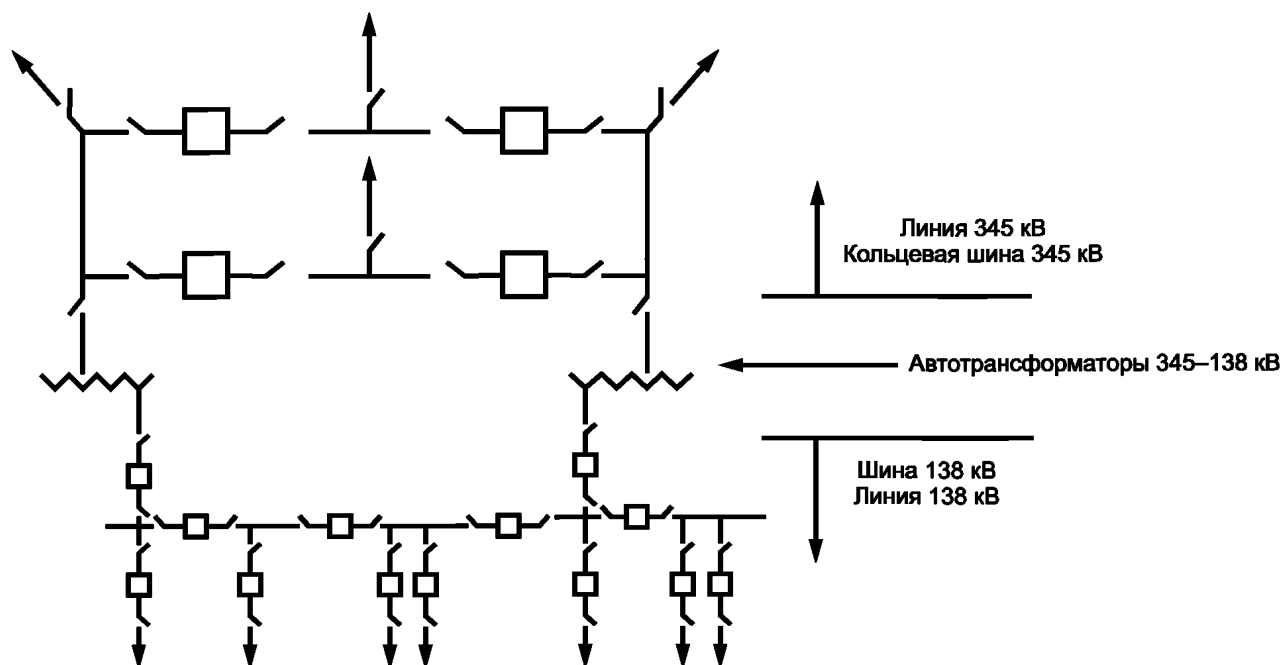 Линия 345 кВ
Кольцевая шина 345 кВ
Автотрансформаторы 345–138 кВ
Шина 138 кВ
Линия 138 кВ